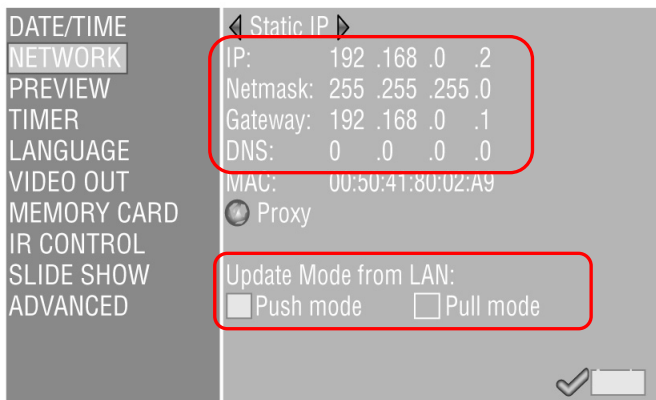 DATE/TIME
NETWORK
PREVIEW
TIMER
LANGUAGE
VIDEO OUT
MEMORY CARD
IR CONTROL
SLIDE SHOW
ADVANCED
Static IP
IP: 192 .168 .0 .2
Netmask: 255 .255 .255 .0
Gateway: 192 .168 .0 .1
DNS: 0 .0 .0 .0
MAC: 00:50:41:80:02:A9
Proxy
Update Mode from LAN:
Push mode Pull mode